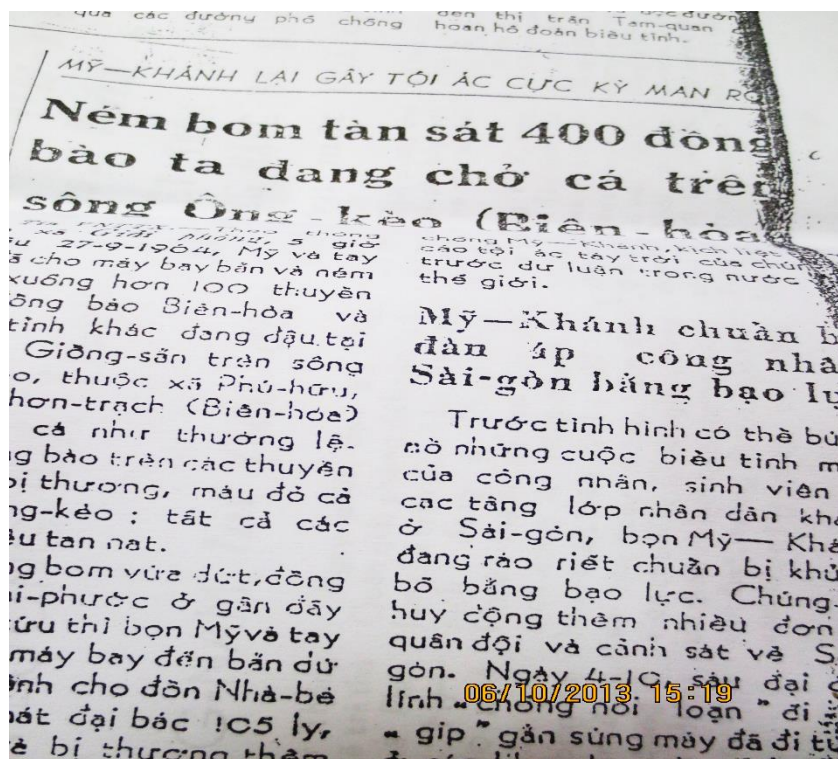 qua các đường phố chống
đến thị trấn Tam-quan
hoan hô đoàn biểu tình.
MỸ—KHÁNH LẠI GÂY TỘI ÁC CỰC KỲ MAN RỢ
Ném bom tàn sát 400 đồng
bào ta đang chở cá trên
sông Ông-kèo (Biên-hòa
5 giờ
27-9-1964, Mỹ và tay
cho máy bay bắn và ném
xuống hơn 100 thuyền
đồng bào Biên-hòa và
tỉnh khác đang đậu tại
Giồng-sắn trên sông
thuộc xã Phú-hữu,
(Biên-hòa)
cá như thường lệ.
bào trên các thuyền
bị thương, máu đỏ cả
tất cả các
tan nát.
bom vừa dứt, đồng
ở gần đây
thì bọn Mỹ và tay
máy bay đến bắn dữ
cho đồn Nhà-bè
đại bác 105 ly,
bị thương thêm
chống Mỹ—Khánh,
cáo tội ác tày trời của chúng
trước dư luận trong nước
thế giới.
Mỹ—Khánh chuẩn b
đàn áp công nhâ
Sài-gòn bằng bạo lự
Trước tình hình có thể bù
nổ những cuộc biểu tình m
của công nhân, sinh viên
các tầng lớp nhân dân kh
ở Sài-gòn, bọn Mỹ—Kha
đang ráo riết chuẩn bị khủ
bố bằng bạo lực. Chúng
huy động thêm nhiều đơn
quân đội và cảnh sát về S
gòn. Ngày 4-10, sáu đại
lính "chống nổi loạn" đi
"gíp" gắn súng máy đã đi từ
06/10/2013 15:19